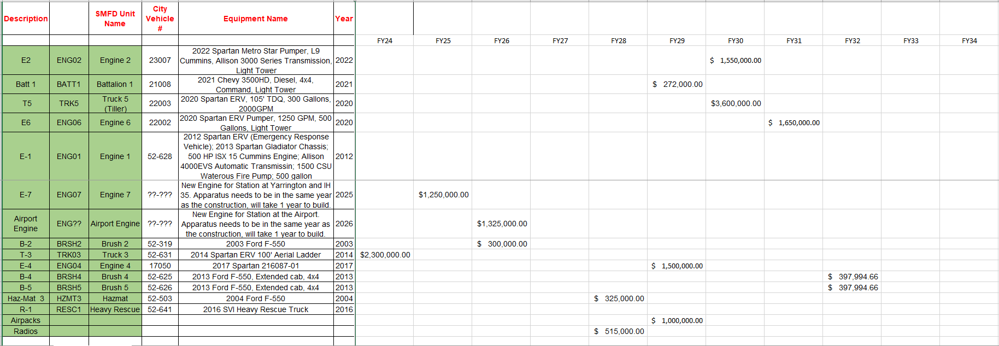 Description SMFD Unit Name City Vehicle # Equipment Name Year
FY24 FY25 FY26 FY27 FY28 FY29 FY30 FY31 FY32 FY33 FY34
E2 ENG02 Engine 2 23007 2022 Spartan Metro Star Pumper, L9 Cummins, Allison 3000 Series Transmission, Light Tower 2022 $ 1,550,000.00
Batt 1 BATT1 Battalion 1 21008 2021 Chevy 3500HD, Diesel, 4x4, Command, Light Tower 2021 $ 272,000.00
T5 TRK5 Truck 5 (Tiller) 22003 2020 Spartan ERV, 105' TDQ, 300 Gallons, 2000GPM 2020 $3,600,000.00
E6 ENG06 Engine 6 22002 2020 Spartan ERV Pumper, 1250 GPM, 500 Gallons, Light Tower 2020 $ 1,650,000.00
E-1 ENG01 Engine 1 52-628 2012 Spartan ERV (Emergency Response Vehicle); 2013 Spartan Gladiator Chassis; 500 HP ISX 15 Cummins Engine; Allison 4000EVS Automatic Transmissin; 1500 CSU Waterous Fire Pump; 500 gallon 2012
E-7 ENG07 Engine 7 ??-??? New Engine for Station at Yarrington and IH 35. Apparatus needs to be in the same year as the construction, will take 1 year to build. 2025 $1,250,000.00
Airport Engine ENG?? Airport Engine ??-??? New Engine for Station at the Airport. Apparatus needs to be in the same year as the construction, will take 1 year to build. 2026 $1,325,000.00
B-2 BRSH2 Brush 2 52-319 2003 Ford F-550 2003 $ 300,000.00
T-3 TRK03 Truck 3 52-631 2014 Spartan ERV 100' Aerial Ladder 2014 $2,300,000.00
E-4 ENG04 Engine 4 17050 2017 Spartan 216087-01 2017 $ 1,500,000.00
B-4 BRSH4 Brush 4 52-625 2013 Ford F-550, Extended cab, 4x4 2013 $ 397,994.66
B-5 BRSH5 Brush 5 52-626 2013 Ford F-550, Extended cab, 4x4 2013 $ 397,994.66
Haz-Mat 3 HZMT3 Hazmat 52-503 2004 Ford F-550 2004 $ 325,000.00
R-1 RESC1 Heavy Rescue 52-641 2016 SVI Heavy Rescue Truck 2016
Airpacks $ 1,000,000.00
Radios $ 515,000.00